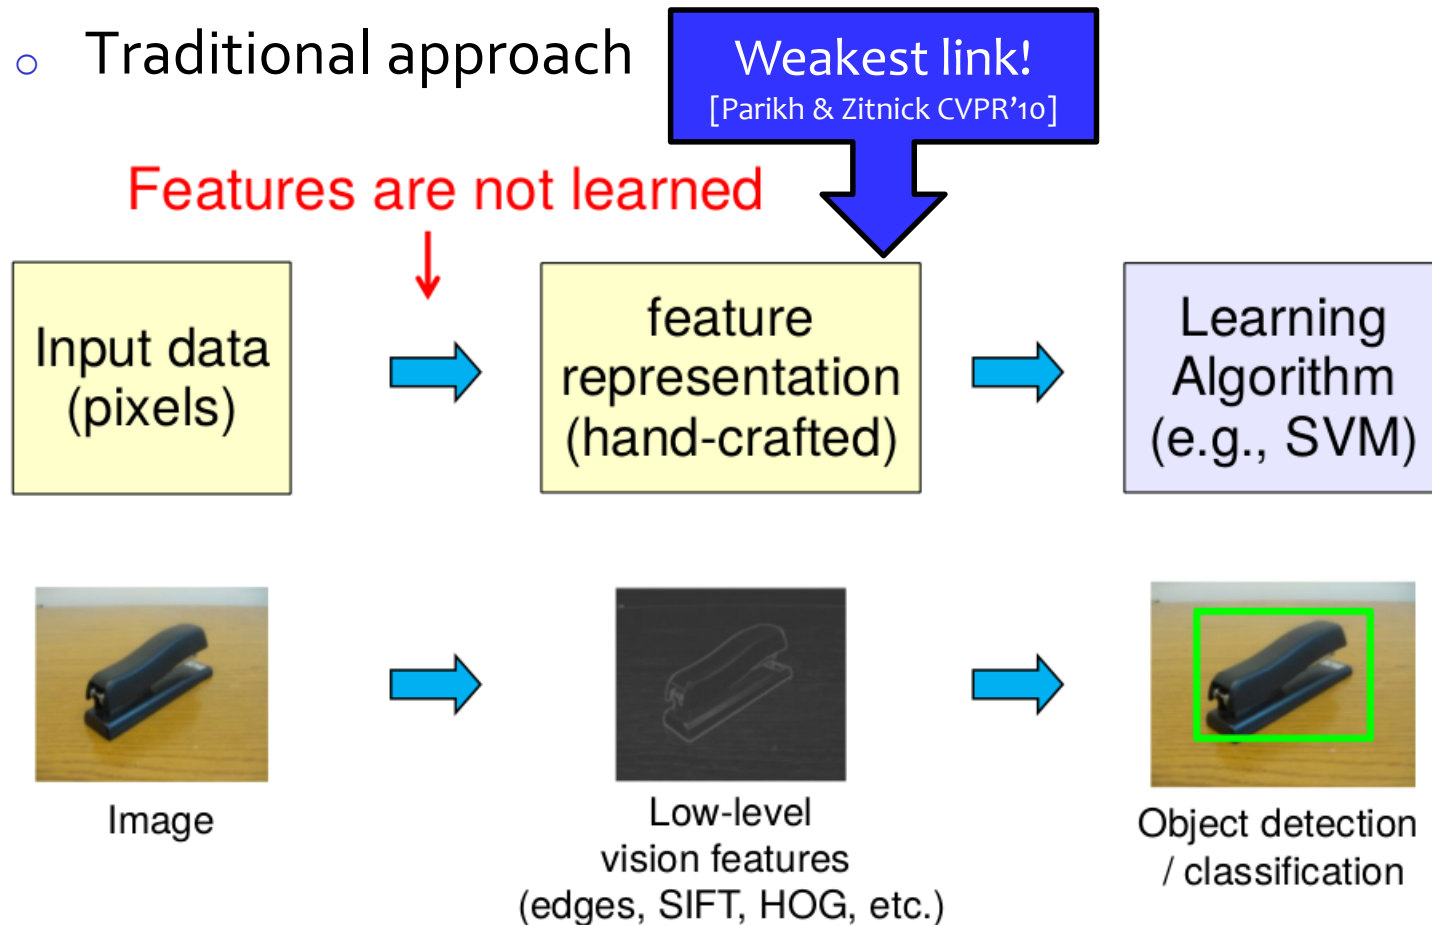 Traditional approach
Weakest link!
[Parikh & Zitnick CVPR’10]
Features are not learned
Input data
(pixels)
feature
representation
(hand-crafted)
Learning
Algorithm
(e.g., SVM)
Image
Low-level
vision features
(edges, SIFT, HOG, etc.)
Object detection
/ classification